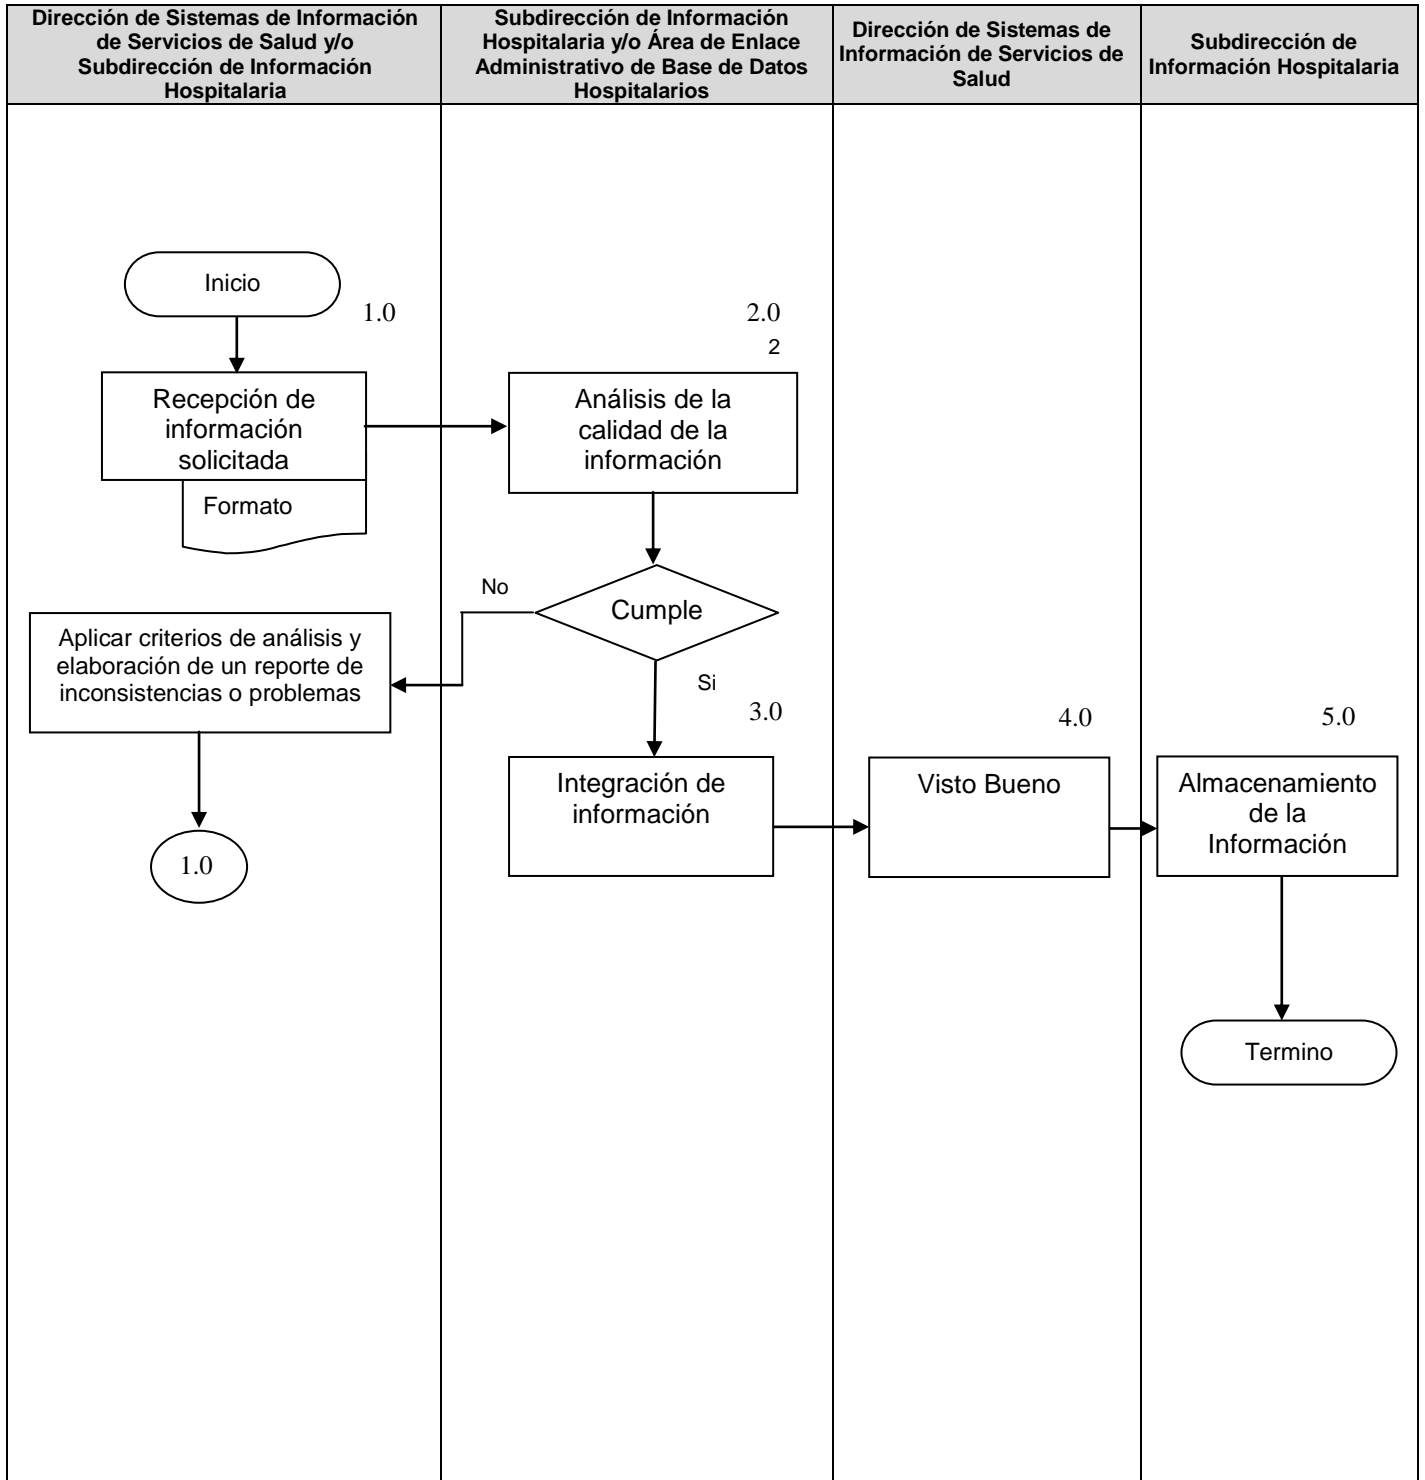 Dirección de Sistemas de Información
de Servicios de Salud y/o
Subdirección de Información
Hospitalaria
Subdirección de Información
Hospitalaria y/o Área de Enlace
Administrativo de Base de Datos
Hospitalarios
Dirección de Sistemas de
Información de Servicios de
Salud
Subdirección de
Información Hospitalaria
Inicio
1.0
Recepción de
información
solicitada
Formato
2.0
2
Análisis de la
calidad de la
información
Cumple
No
Aplicar criterios de análisis y
elaboración de un reporte de
inconsistencias o problemas
1.0
Si
3.0
Integración de
información
4.0
Visto Bueno
5.0
Almacenamiento
de la
Información
Termino